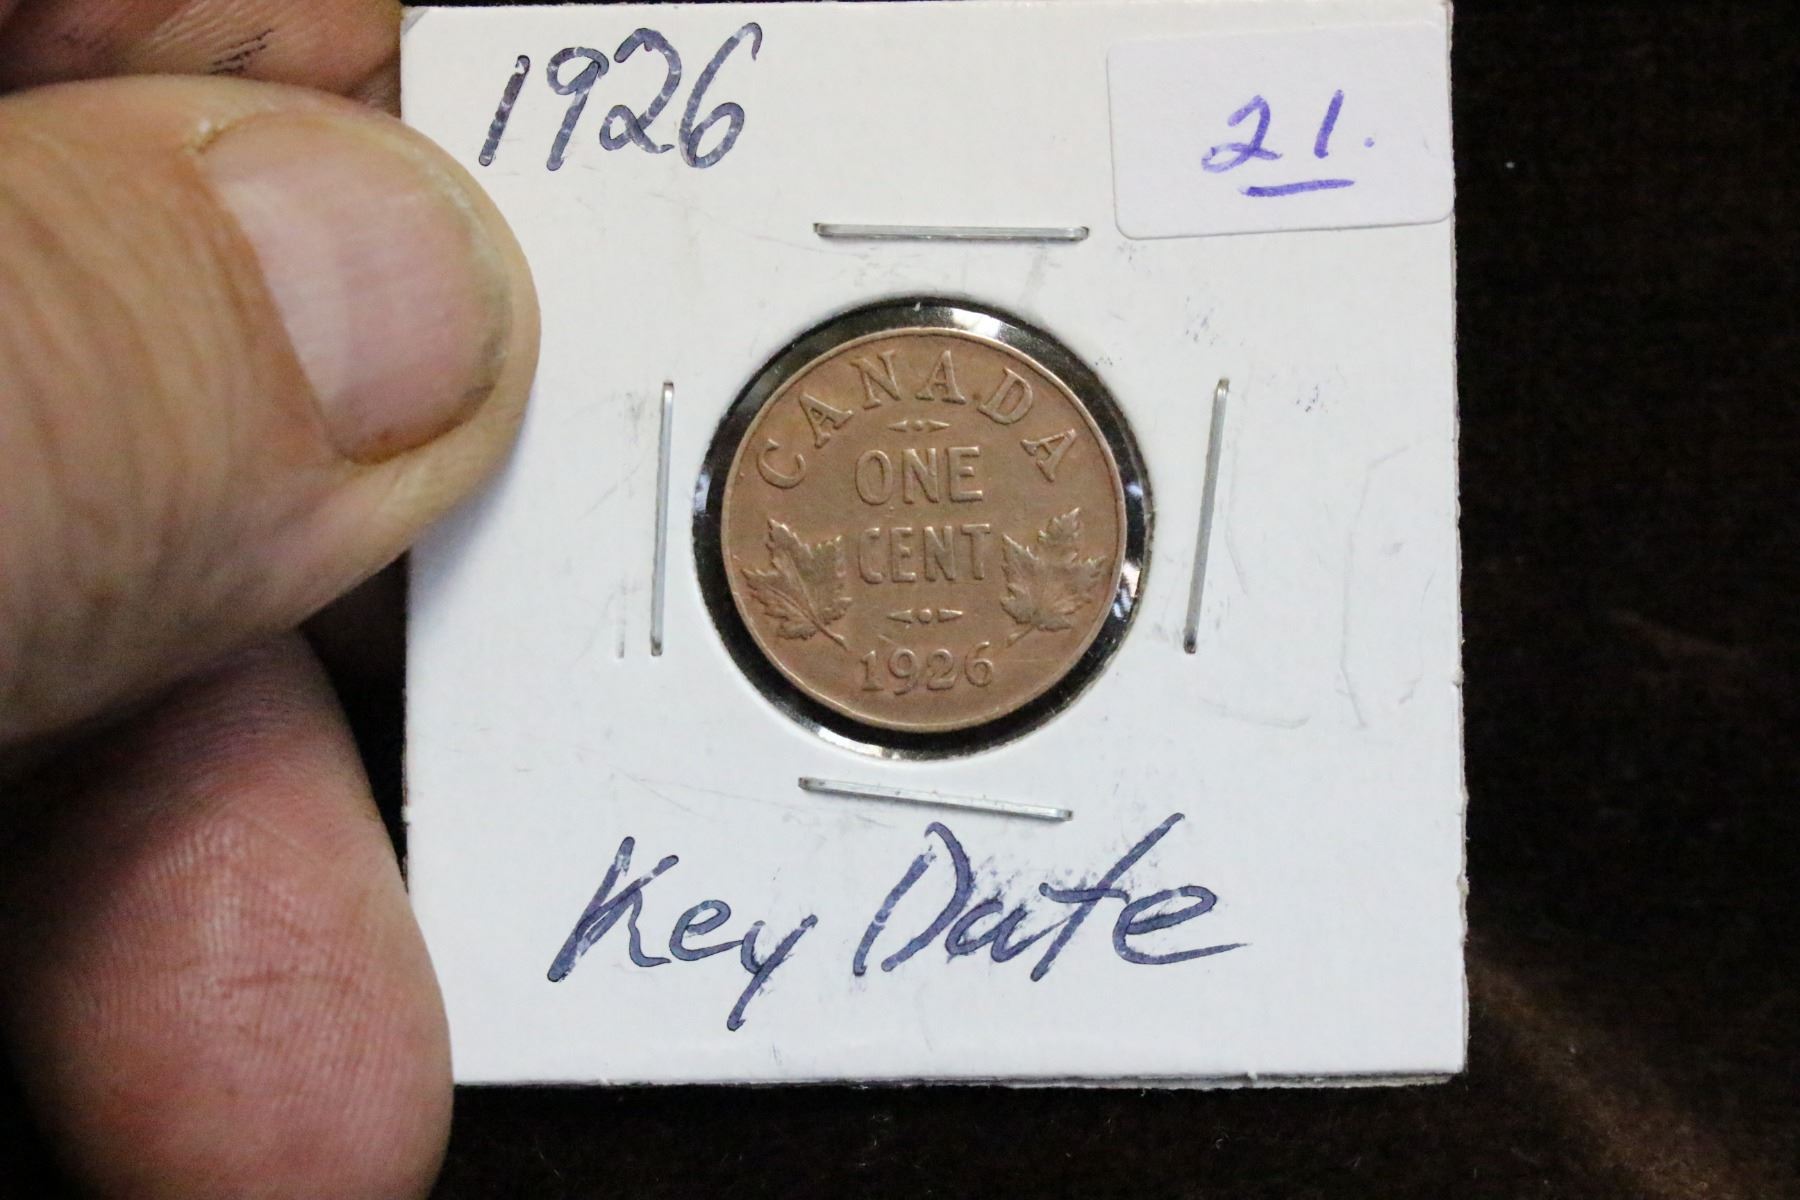 1926
21.
CANADA
ONE
CENT
1926
Key Date